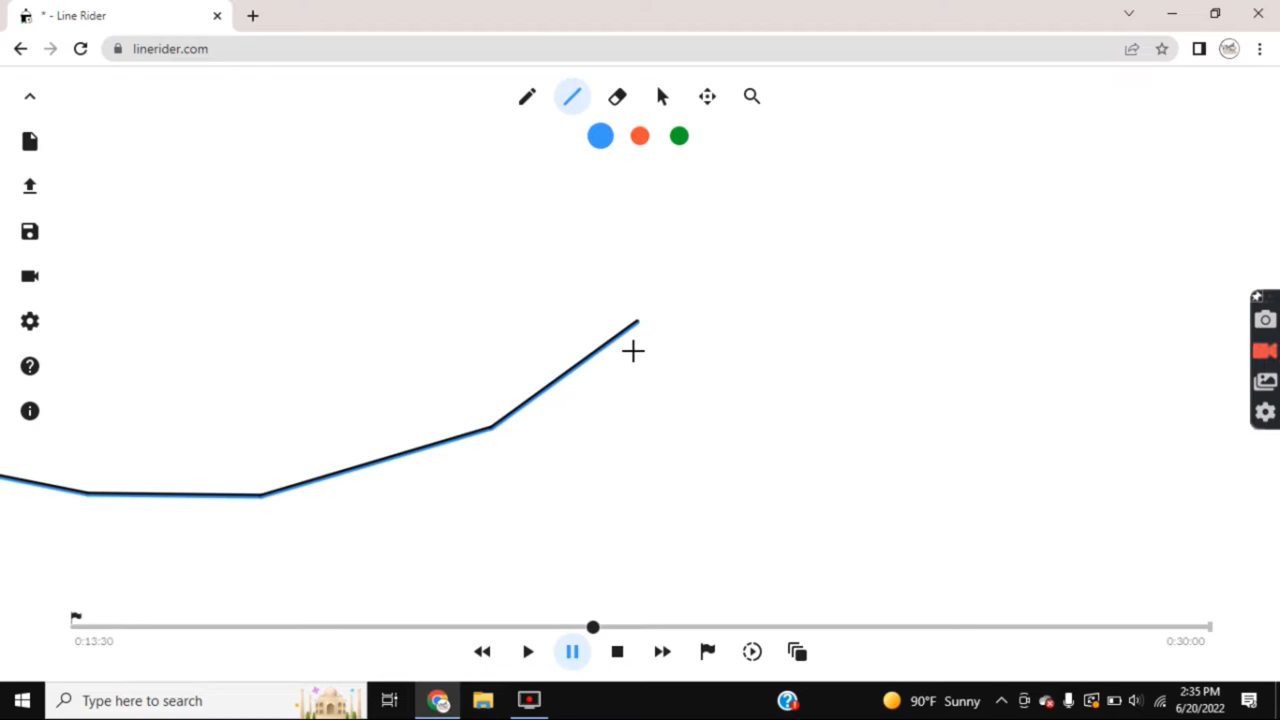 * - Line Rider
linerider.com
0:13:30
0:30:00
Type here to search
90°F Sunny
2:35 PM
6/20/2022